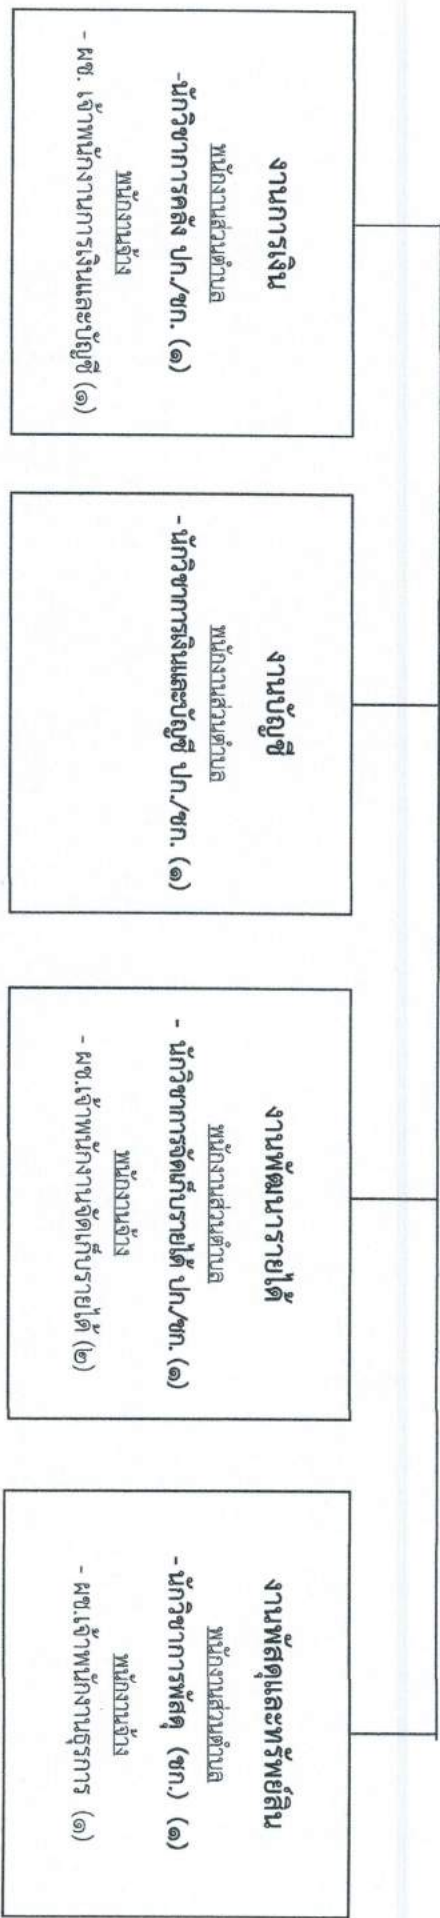 งานการเงิน
พนักงานส่วนตำบล
-นักวิชาการคลัง ปก./ชก. (๑)
พนักงานจ้าง
- ผช. เจ้าพนักงานการเงินและบัญชี (๑)
งานบัญชี
พนักงานส่วนตำบล
- นักวิชาการเงินและบัญชี ปก./ชก. (๑)
งานพัฒนารายได้
พนักงานส่วนตำบล
- นักวิชาการจัดเก็บรายได้ ปก./ชก. (๑)
พนักงานจ้าง
- ผช.เจ้าพนักงานจัดเก็บรายได้ (๒)
งานพัสดุและทรัพย์สิน
พนักงานส่วนตำบล
- นักวิชาการพัสดุ (ชก.) (๑)
พนักงานจ้าง
- ผช.เจ้าพนักงานธุรการ (๑)